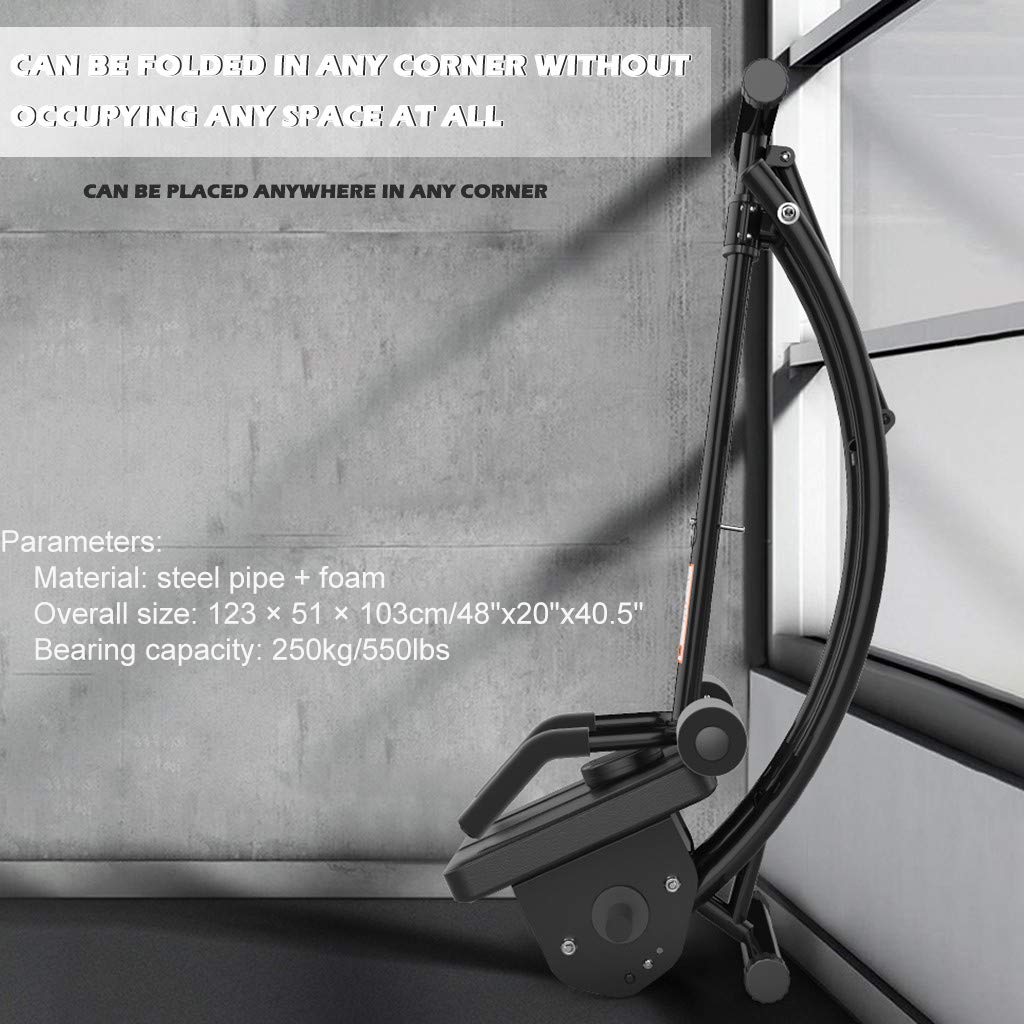 CAN BE FOLDED IN ANY CORNER WITHOUT
OCCUPYING ANY SPACE AT ALL
CAN BE PLACED ANYWHERE IN ANY CORNER
Parameters:
Material: steel pipe + foam
Overall size: 123 × 51 × 103cm/48"x20"x40.5"
Bearing capacity: 250kg/550lbs